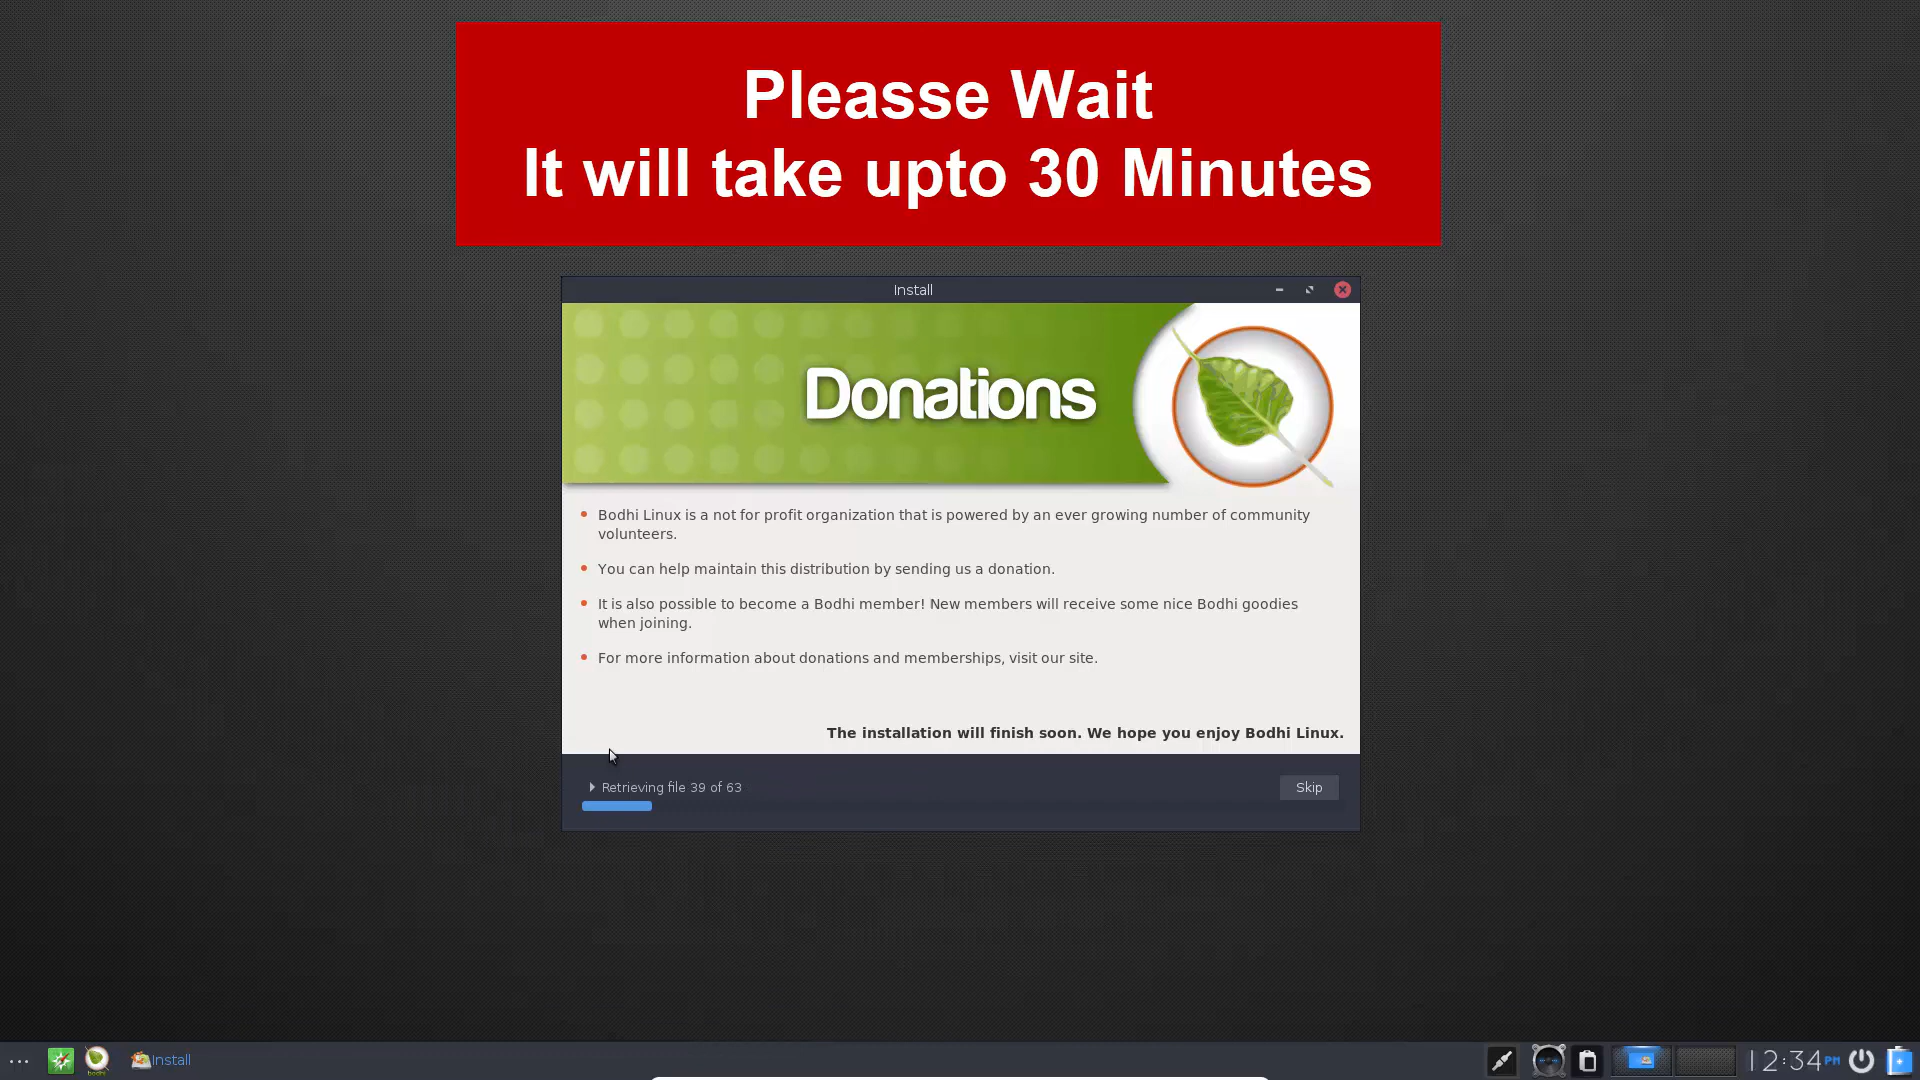 Pleasse Wait
It will take upto 30 Minutes
Install
Donations
Bodhi Linux is a not for profit organization that is powered by an ever growing number of community
volunteers.
You can help maintain this distribution by sending us a donation.
It is also possible to become a Bodhi member! New members will receive some nice Bodhi goodies
when joining.
For more information about donations and memberships, visit our site.
The installation will finish soon. We hope you enjoy Bodhi Linux.
Retrieving file 39 of 63
Skip
bodhi
Install
12:34 PM